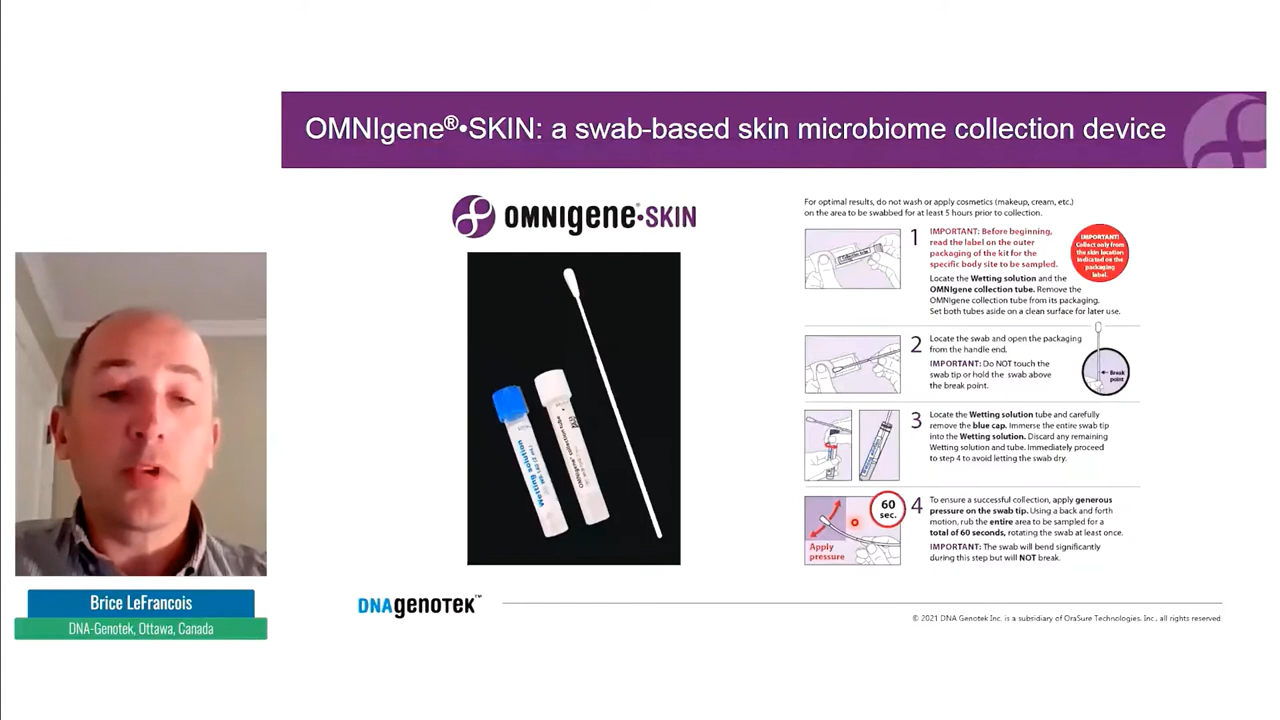 OMNIgene®•SKIN: a swab-based skin microbiome collection device
OMNIgene®•SKIN
Wetting solution
OMNIgene® collection tube
For optimal results, do not wash or apply cosmetics (makeup, cream, etc.)
on the area to be swabbed for at least 5 hours prior to collection.
1
IMPORTANT: Before beginning,
read the label on the outer
packaging of the kit for the
specific body site to be sampled.
IMPORTANT!
Collect only from
the skin location
indicated on the
packaging
label.
Locate the Wetting solution and the
OMNIgene collection tube. Remove the
OMNIgene collection tube from its packaging.
Set both tubes aside on a clean surface for later use.
2
Locate the swab and open the packaging
from the handle end.
IMPORTANT: Do NOT touch the
swab tip or hold the swab above
the break point.
Break
point
3
Locate the Wetting solution tube and carefully
remove the blue cap. Immerse the entire swab tip
into the Wetting solution. Discard any remaining
Wetting solution and tube. Immediately proceed
to step 4 to avoid letting the swab dry.
60
sec.
Apply
pressure
4
To ensure a successful collection, apply generous
pressure on the swab tip. Using a back and forth
motion, rub the entire area to be sampled for a
total of 60 seconds, rotating the swab at least once.
IMPORTANT: The swab will bend significantly
during this step but will NOT break.
Brice LeFrancois
DNA-Genotek, Ottawa, Canada
DNAgenoTeK™
© 2021 DNA Genotek Inc. is a subsidiary of OraSure Technologies. Inc., all rights reserved.